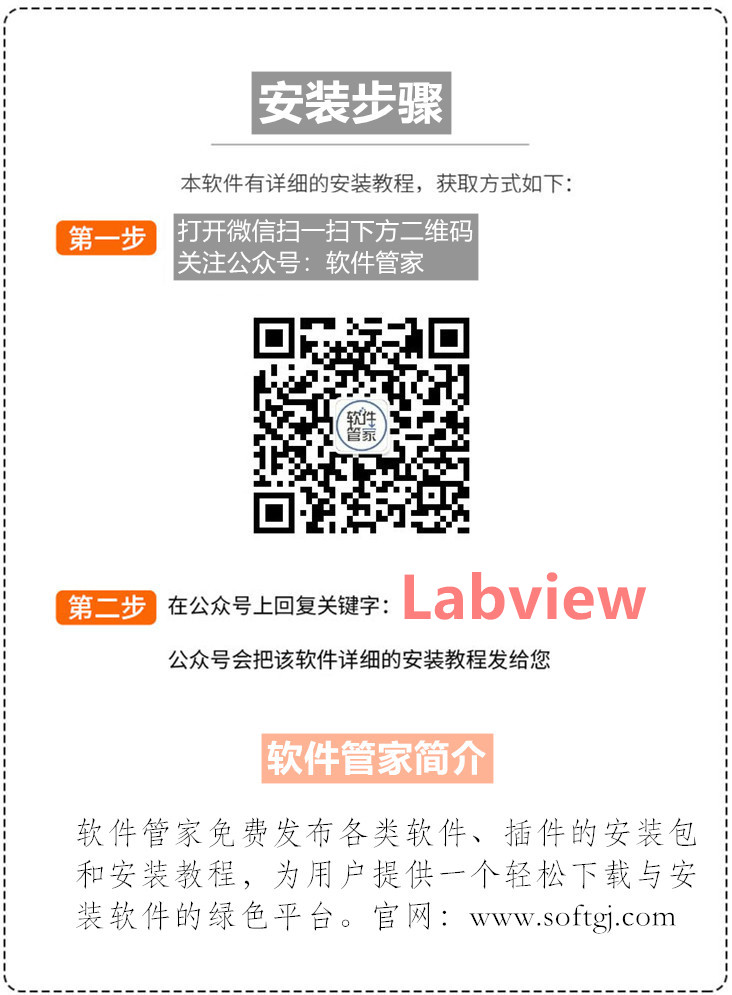 安装步骤
本软件有详细的安装教程，获取方式如下：
第一步
打开微信扫一扫下方二维码
关注公众号：软件管家
软件
管家
第二步 在公众号上回复关键字：Labview
公众号会把该软件详细的安装教程发给您
软件管家简介
软件管家免费发布各类软件、插件的安装包
和安装教程，为用户提供一个轻松下载与安
装软件的绿色平台。官网：www.softgj.com